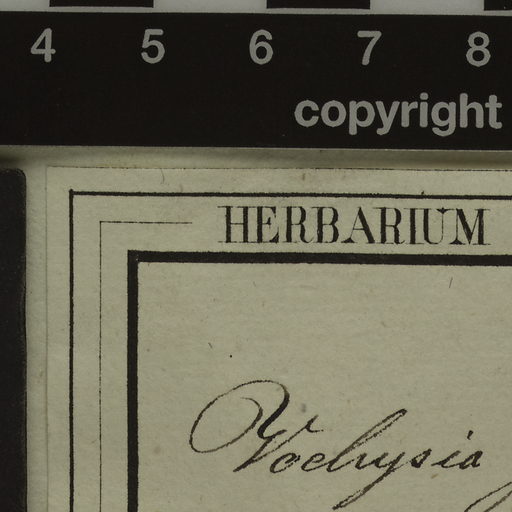 4 5 6 7 8
copyright
HERBARIUM
Vochysia